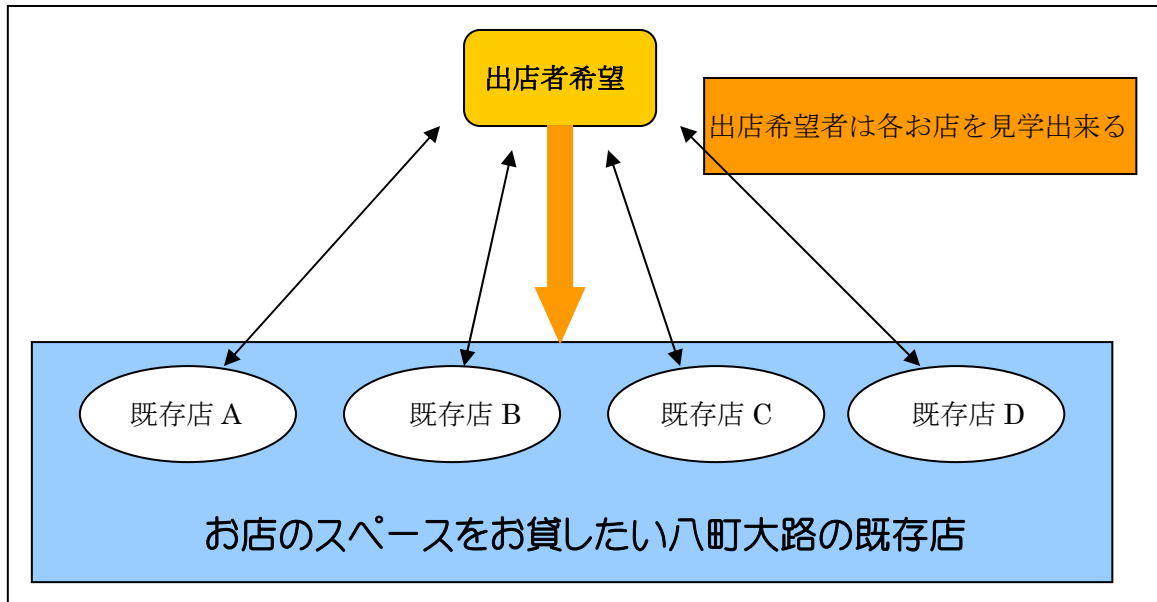 出店者希望
出店希望者は各お店を見学出来る
既存店 A
既存店 B
既存店 C
既存店 D
お店のスペースをお貸したい八町大路の既存店